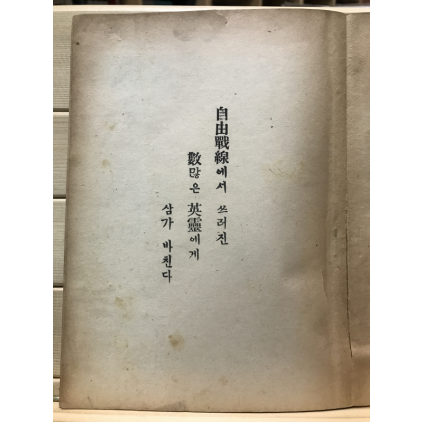 自由戰線에서 쓰러진
數많은 英靈에게
삼가 바친다